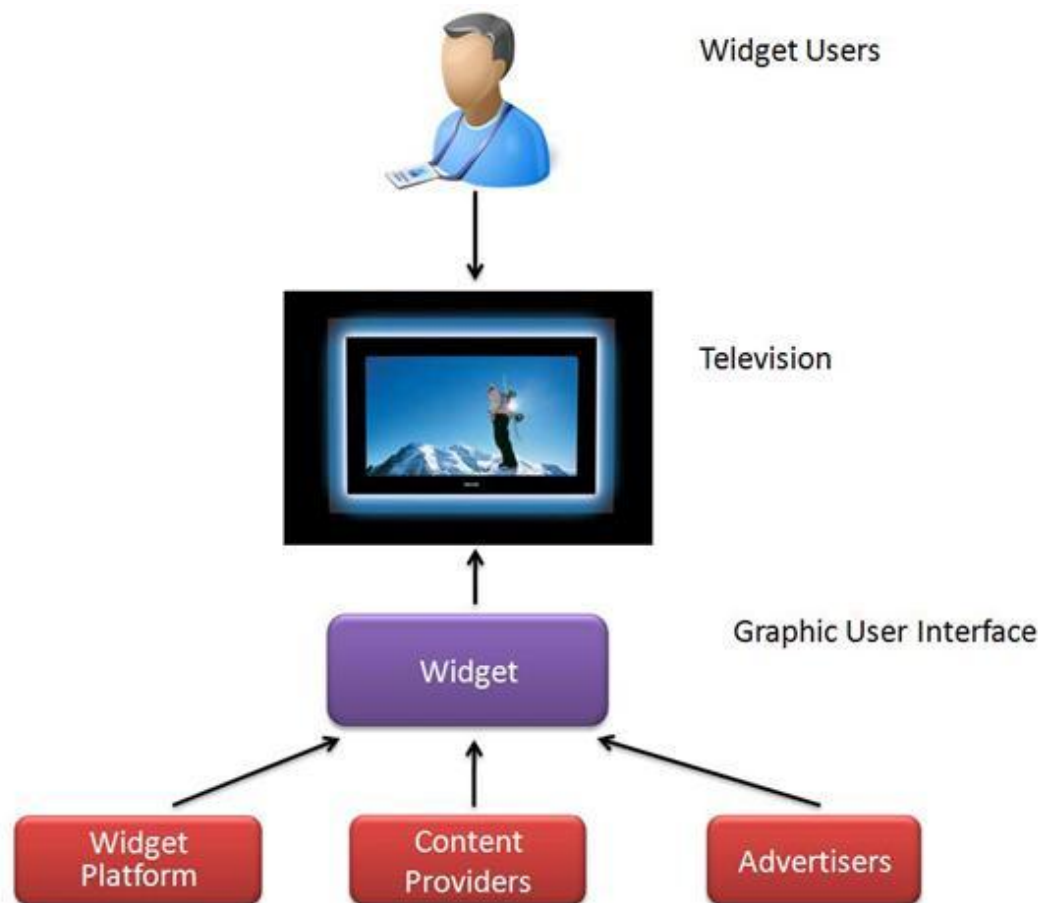 Widget Users
Television
Graphic User Interface
Widget
Widget
Platform
Content
Providers
Advertisers